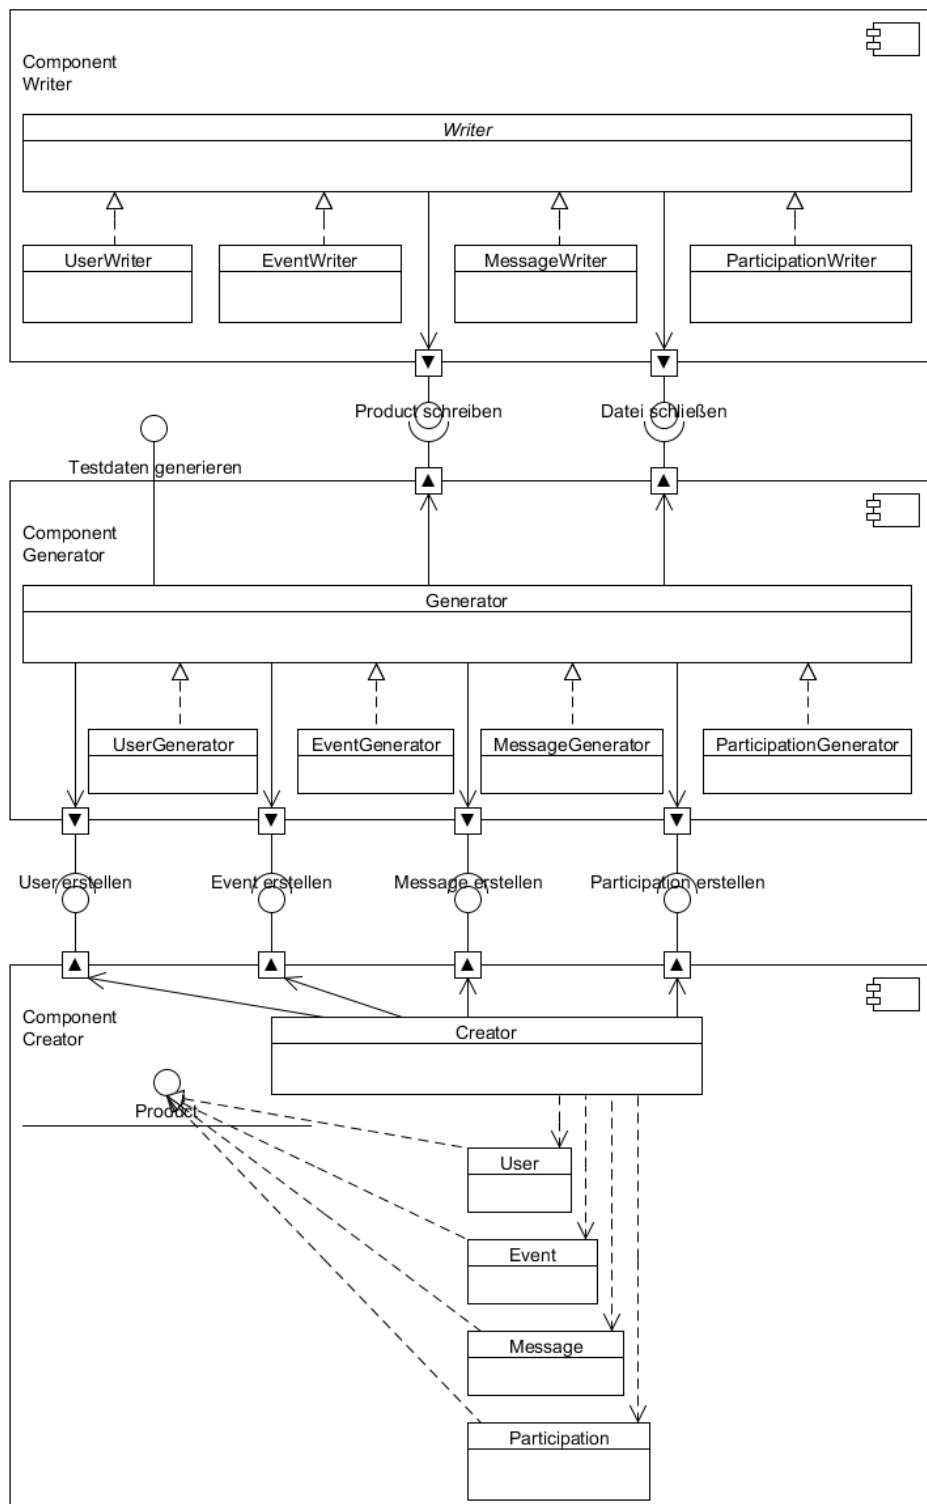 Component
Writer
Writer
UserWriter
EventWriter
MessageWriter
ParticipationWriter
Product schreiben
Datei schließen
Testdaten generieren
Component
Generator
Generator
UserGenerator
EventGenerator
MessageGenerator
ParticipationGenerator
User erstellen
Event erstellen
Message erstellen
Participation erstellen
Component
Creator
Creator
Product
User
Event
Message
Participation